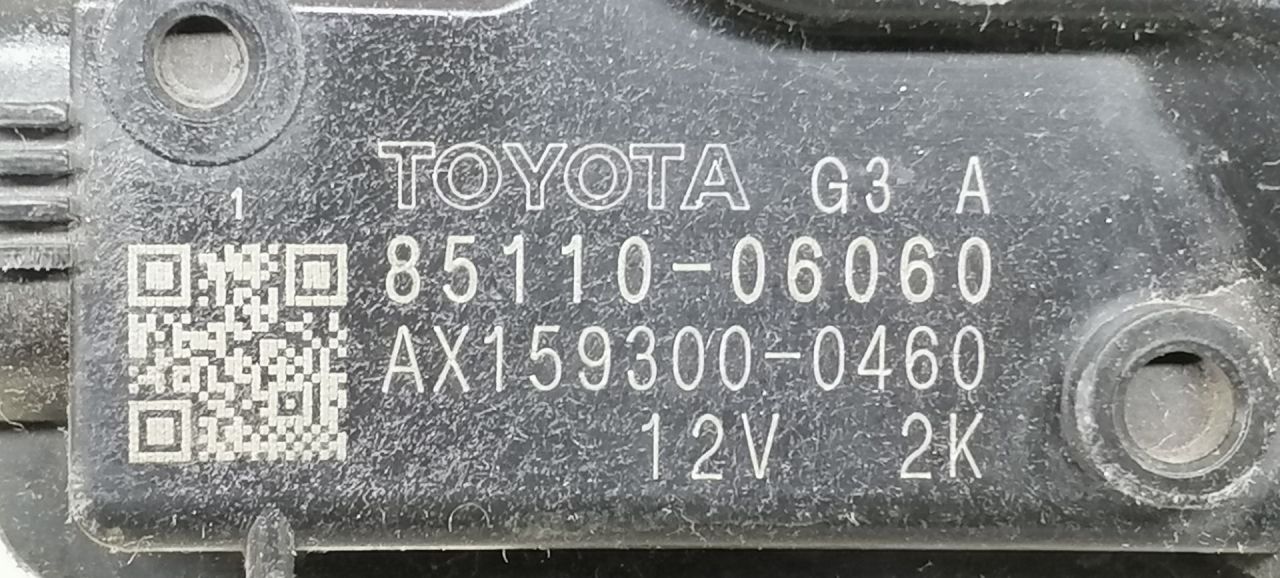 TOYOTA G3 A
1
85110-06060
AX159300-0460
12V 2K